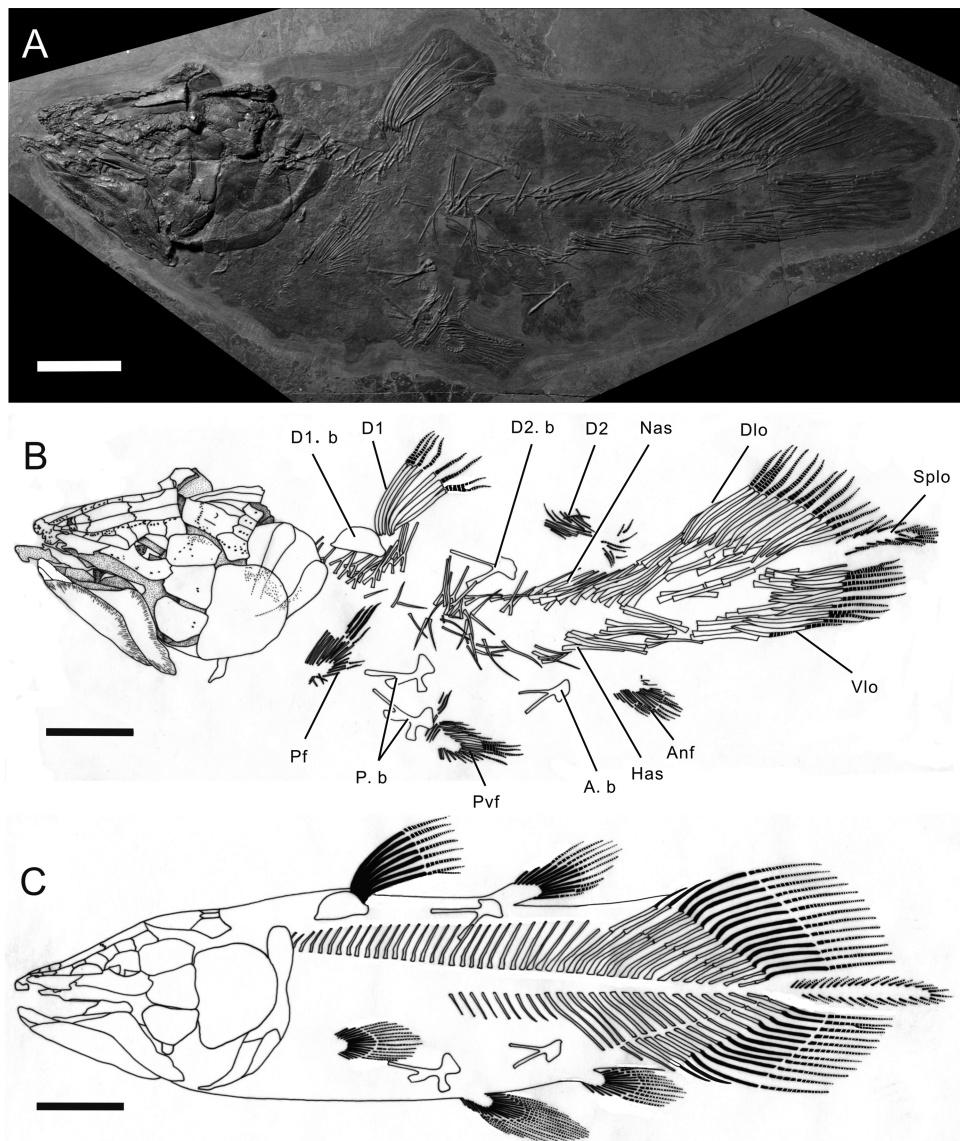 A
B
D1. b
D1
D2. b
D2
Nas
Dlo
Splo
Pf
P. b
Pvf
A. b
Has
Anf
Vlo
C